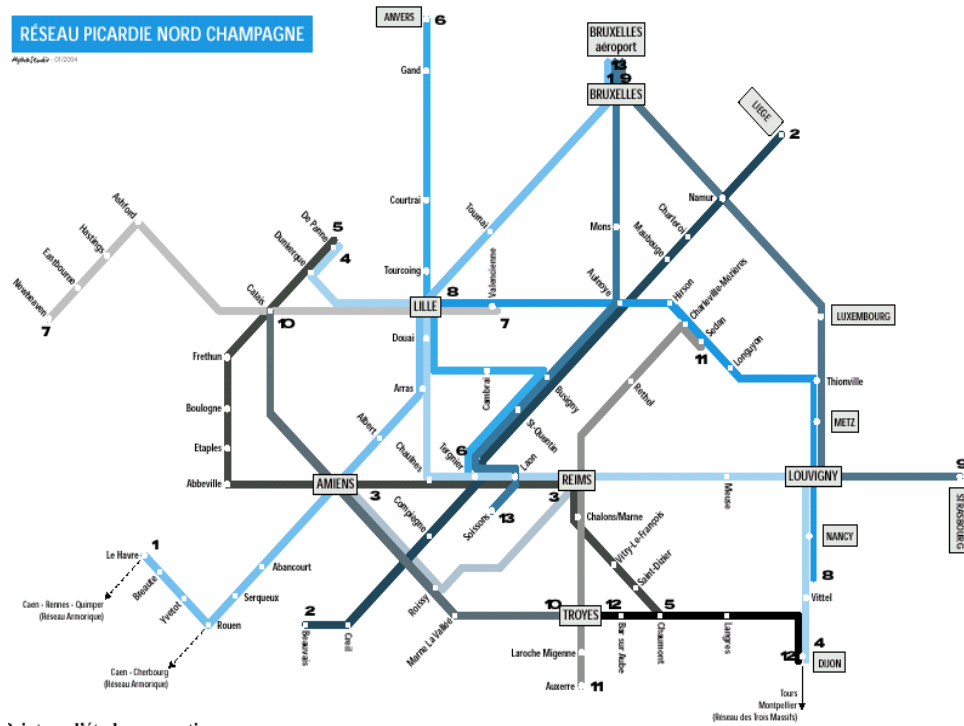 RÉSEAU PICARDIE NORD CHAMPAGNE
- 01/2004
ANVERS
6
Gand
BRUXELLES
aéroport
13
1 9
BRUXELLES
LIEGE
2
Courtrai
Tournai
Mons
Charleroi
Maubeuge
Namur
Ashford
Hastings
Eastbourne
Newheaven
7
De Panne
5
4
Dunkerque
Calais
10
Tourcoing
8
LILLE
Valencienne
7
Aulnoye
Hirson
Charleville-Mézières
Sedan
11
Longuyon
LUXEMBOURG
Thionville
METZ
Frethun
Boulogne
Etaples
Abbeville
Douai
Arras
Albert
Cambrai
Busigny
St-Quentin
Rethel
6
Tergnier
Laon
Chaulnes
AMIENS
3
REIMS
3
Meuse
LOUVIGNY
9
STRASBOURG
Compiègne
Soissons
13
Chalons/Marne
Vitry-Le-François
Saint-Dizier
NANCY
8
Vittel
1
Le Havre
Bleaute
Yvetot
Rouen
Serqueux
Abancourt
Caen - Rennes - Quimper
(Réseau Armorique)
Caen - Cherbourg
(Réseau Armorique)
2
Beauvais
Creil
Roissy
Marne La Vallée
10
TROYES
12
Bar sur Aube
5
Chaumont
Langres
4
12
DIJON
Laroche Migenne
Auxerre
11
Tours
Montpellier
(Réseau des Trois Massifs)